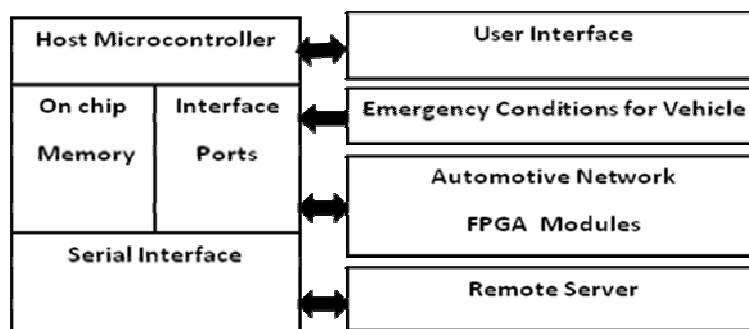 Host Microcontroller
On chip
Memory
Interface
Ports
Serial Interface
User Interface
Emergency Conditions for Vehicle
Automotive Network
FPGA Modules
Remote Server